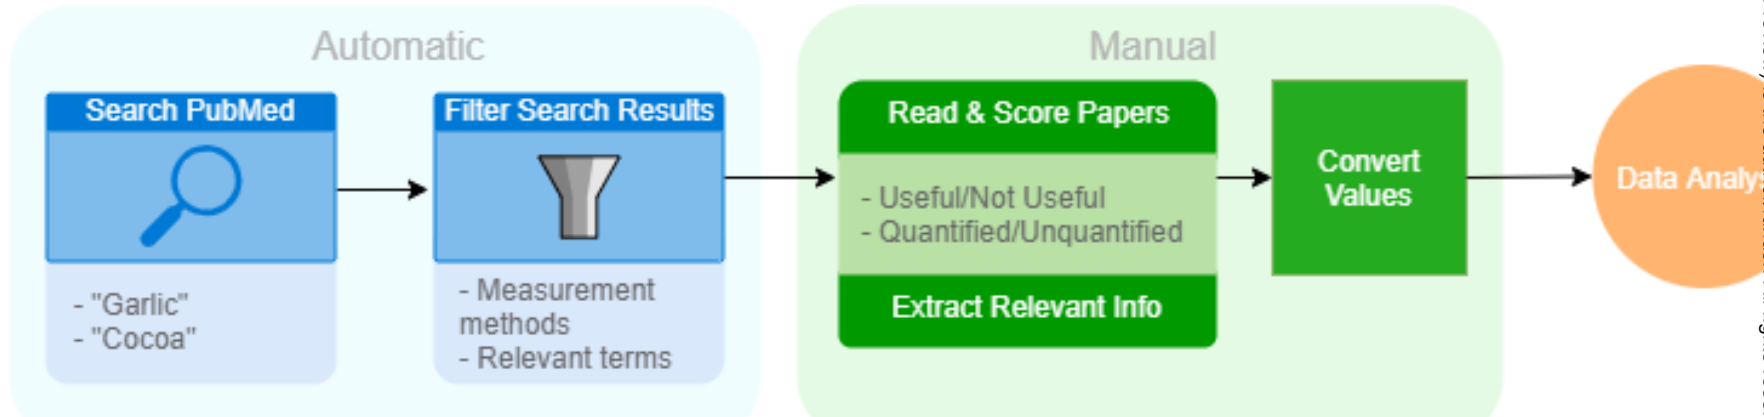 Automatic
Search PubMed
- "Garlic"
- "Cocoa"
Filter Search Results
- Measurement
methods
- Relevant terms
Manual
Read & Score Papers
- Useful/Not Useful
- Quantified/Unquantified
Extract Relevant Info
Convert
Values
Data